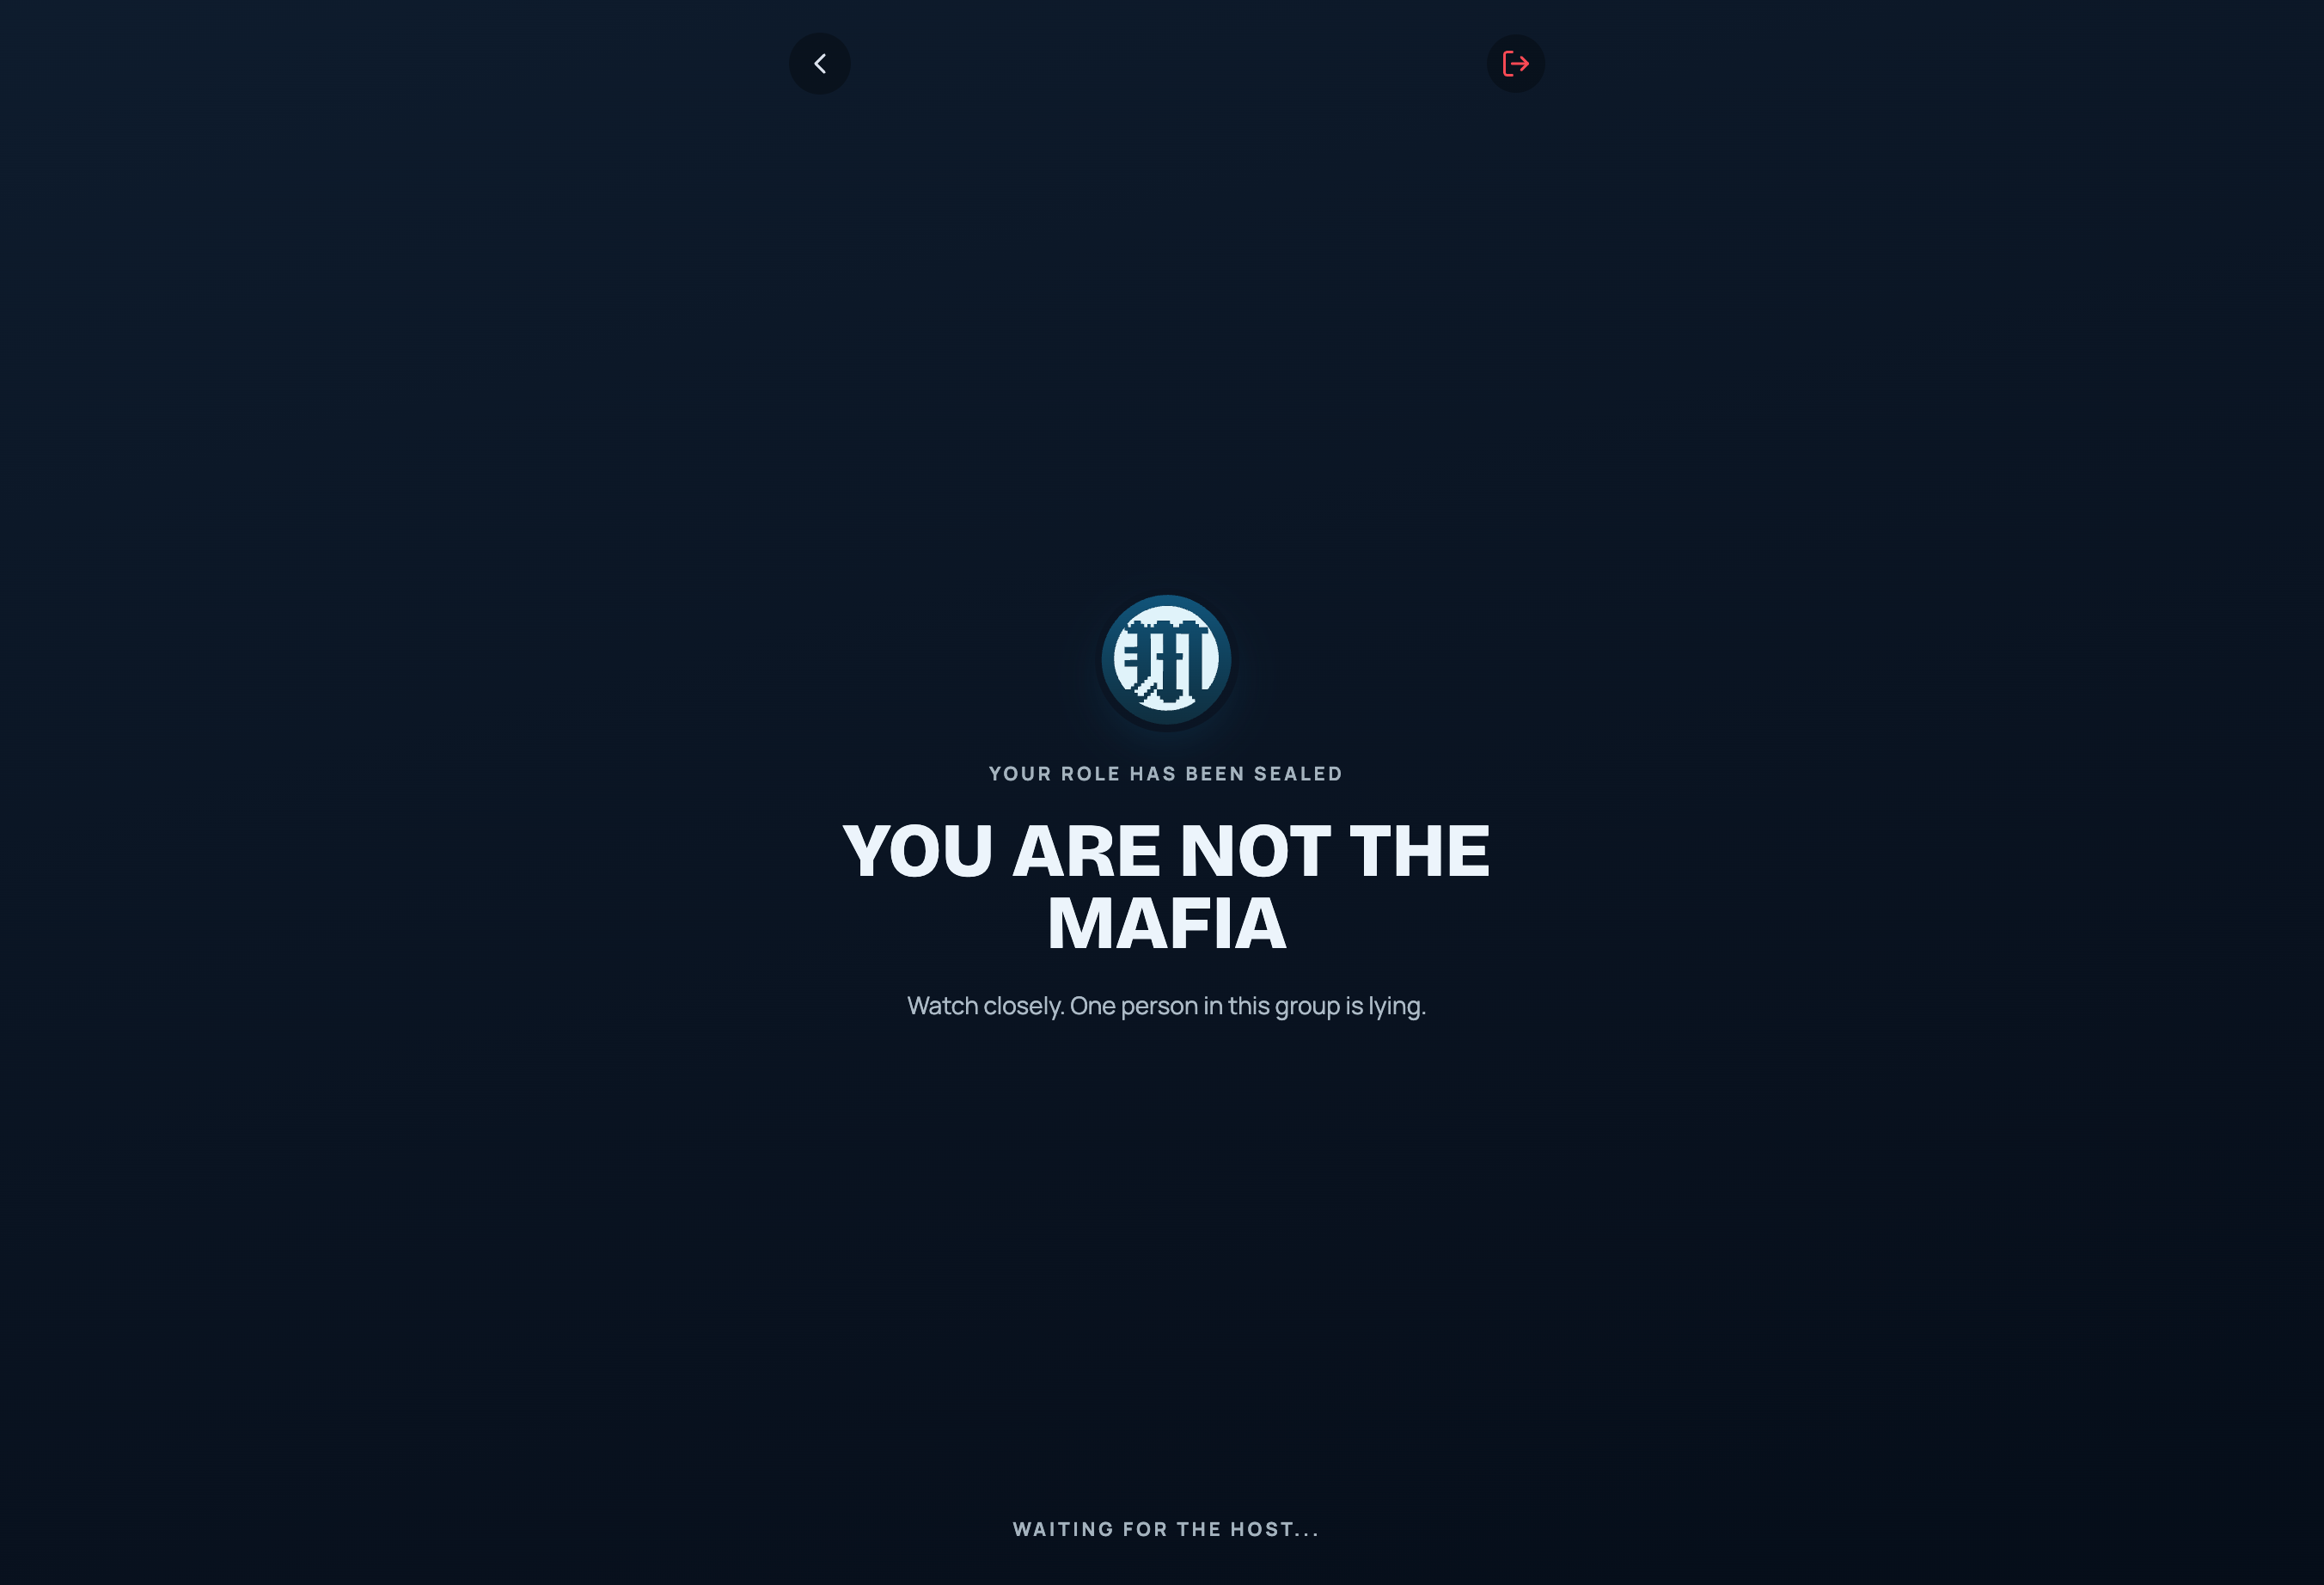 YOUR ROLE HAS BEEN SEALED
YOU ARE NOT THE
MAFIA
Watch closely. One person in this group is lying.
WAITING FOR THE HOST...